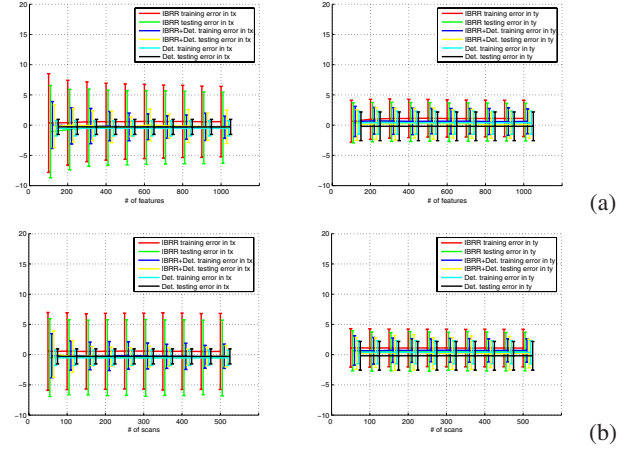 20
15
10
5
0
−5
−10
0
200
400
600
800
1000
# of features
IBRR training error in tx
IBRR testing error in tx
IBRR+Det. training error in tx
IBRR+Det. testing error in tx
Det. training error in tx
Det. testing error in tx
20
15
10
5
0
−5
−10
0
200
400
600
800
1000
# of features
IBRR training error in ty
IBRR testing error in ty
IBRR+Det. training error in ty
IBRR+Det. testing error in ty
Det. training error in ty
Det. testing error in ty
(a)
20
15
10
5
0
−5
−10
0
100
200
300
400
500
# of scans
IBRR training error in tx
IBRR testing error in tx
IBRR+Det. training error in tx
IBRR+Det. testing error in tx
Det. training error in tx
Det. testing error in tx
20
15
10
5
0
−5
−10
0
100
200
300
400
500
# of scans
IBRR training error in ty
IBRR testing error in ty
IBRR+Det. training error in ty
IBRR+Det. testing error in ty
Det. training error in ty
Det. testing error in ty
(b)